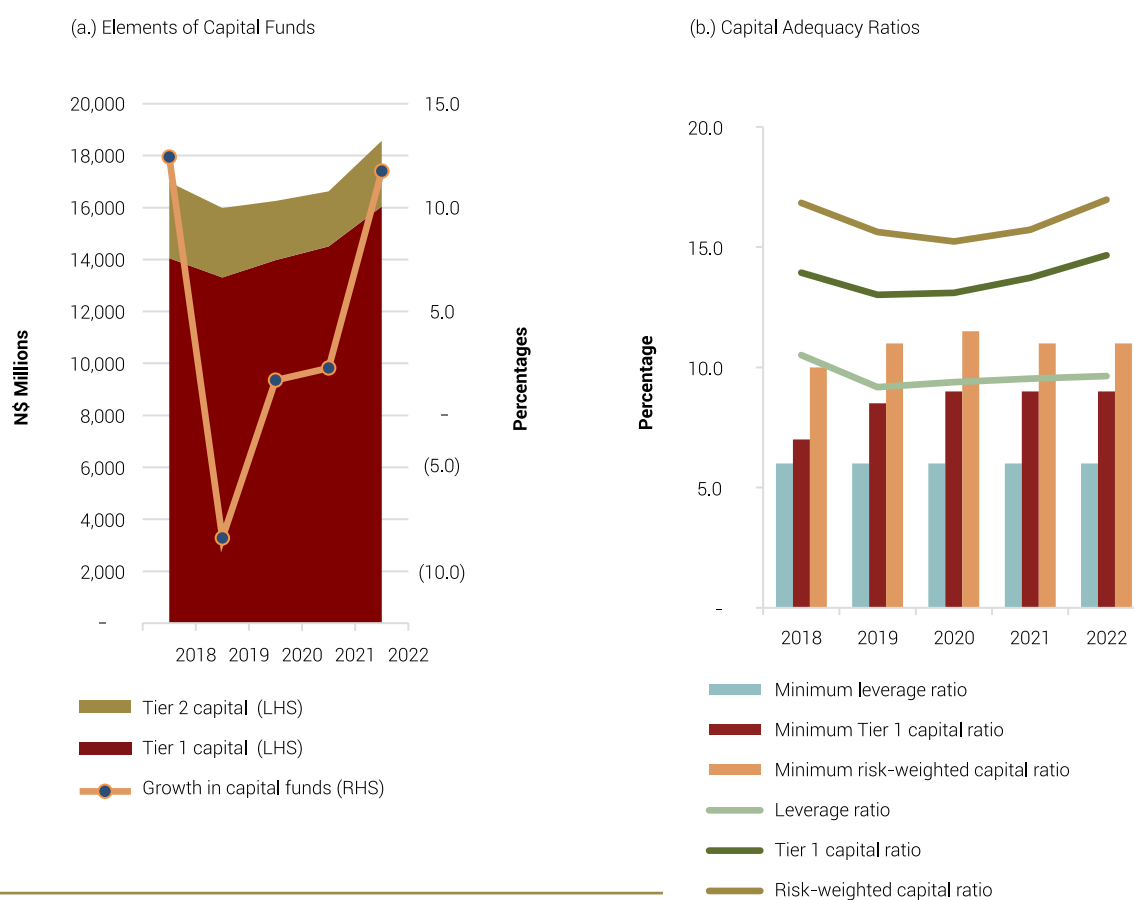 (a.) Elements of Capital Funds
20,000
18,000
16,000
14,000
12,000
10,000
8,000
6,000
4,000
2,000
–
N$ Millions
15.0
10.0
5.0
–
(5.0)
(10.0)
Percentages
2018 2019 2020 2021 2022
Tier 2 capital (LHS)
Tier 1 capital (LHS)
Growth in capital funds (RHS)
(b.) Capital Adequacy Ratios
20.0
15.0
10.0
5.0
–
Percentage
2018 2019 2020 2021 2022
Minimum leverage ratio
Minimum Tier 1 capital ratio
Minimum risk-weighted capital ratio
Leverage ratio
Tier 1 capital ratio
Risk-weighted capital ratio